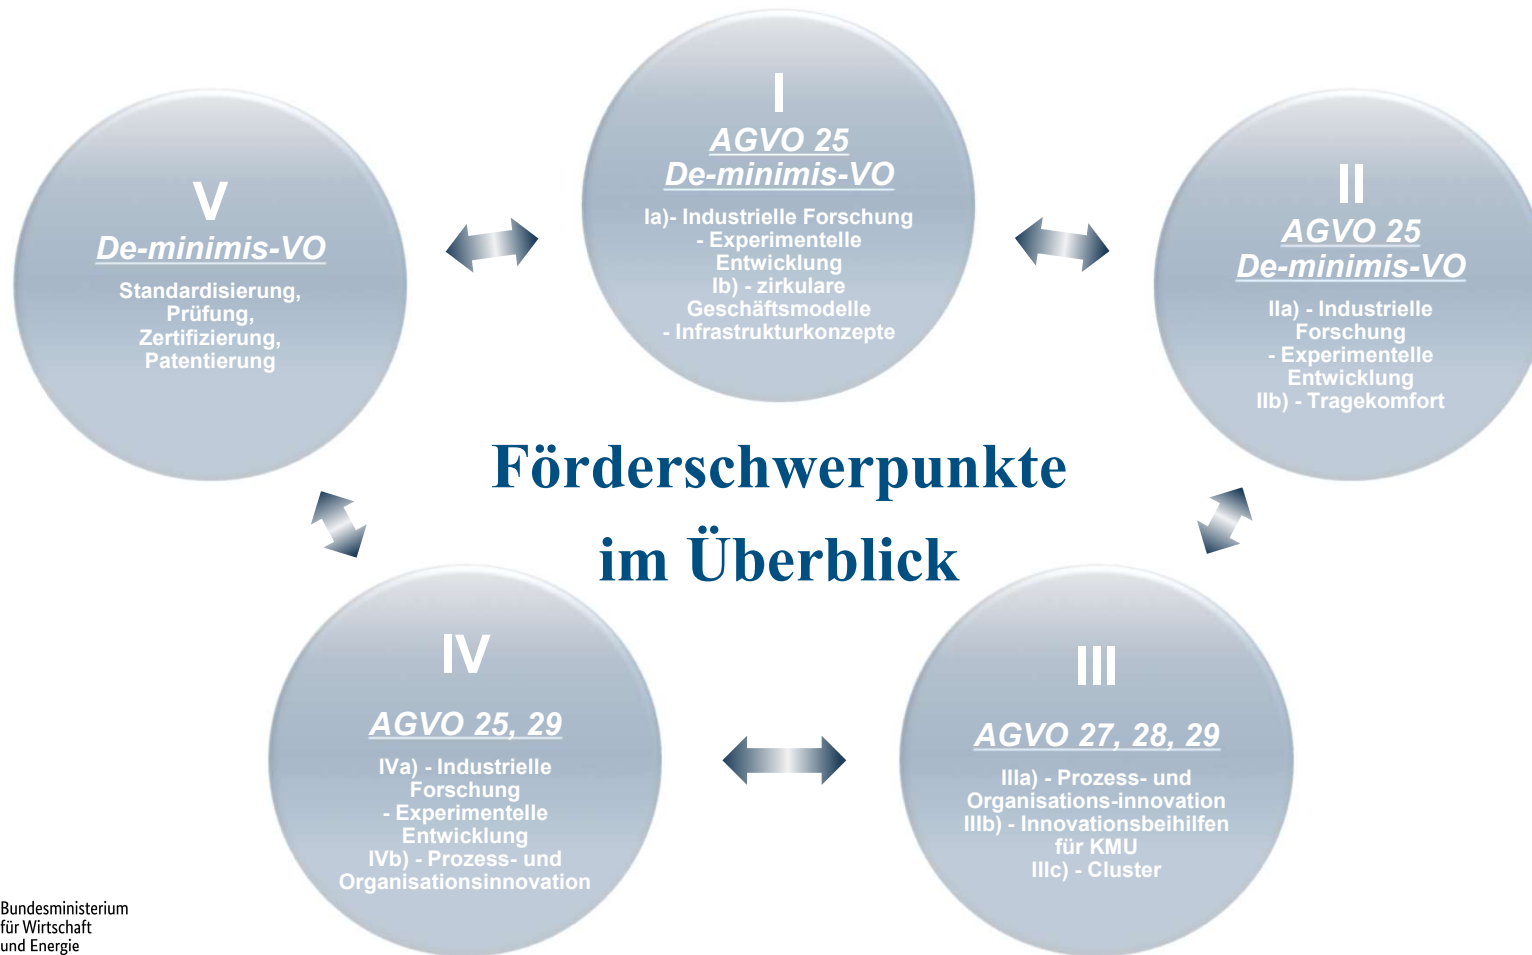 I
AGVO 25
De-minimis-VO
Ia)- Industrielle Forschung
- Experimentelle
Entwicklung
Ib) - zirkulare
Geschäftsmodelle
- Infrastrukturkonzepte
II
AGVO 25
De-minimis-VO
IIa) - Industrielle
Forschung
- Experimentelle
Entwicklung
IIb) - Tragekomfort
V
De-minimis-VO
Standardisierung,
Prüfung,
Zertifizierung,
Patentierung
Förderschwerpunkte
im Überblick
IV
AGVO 25, 29
IVa) - Industrielle
Forschung
- Experimentelle
Entwicklung
IVb) - Prozess- und
Organisationsinnovation
III
AGVO 27, 28, 29
IIIa) - Prozess- und
Organisations-innovation
IIIb) - Innovationsbeihilfen
für KMU
IIIc) - Cluster
Bundesministerium
für Wirtschaft
und Energie